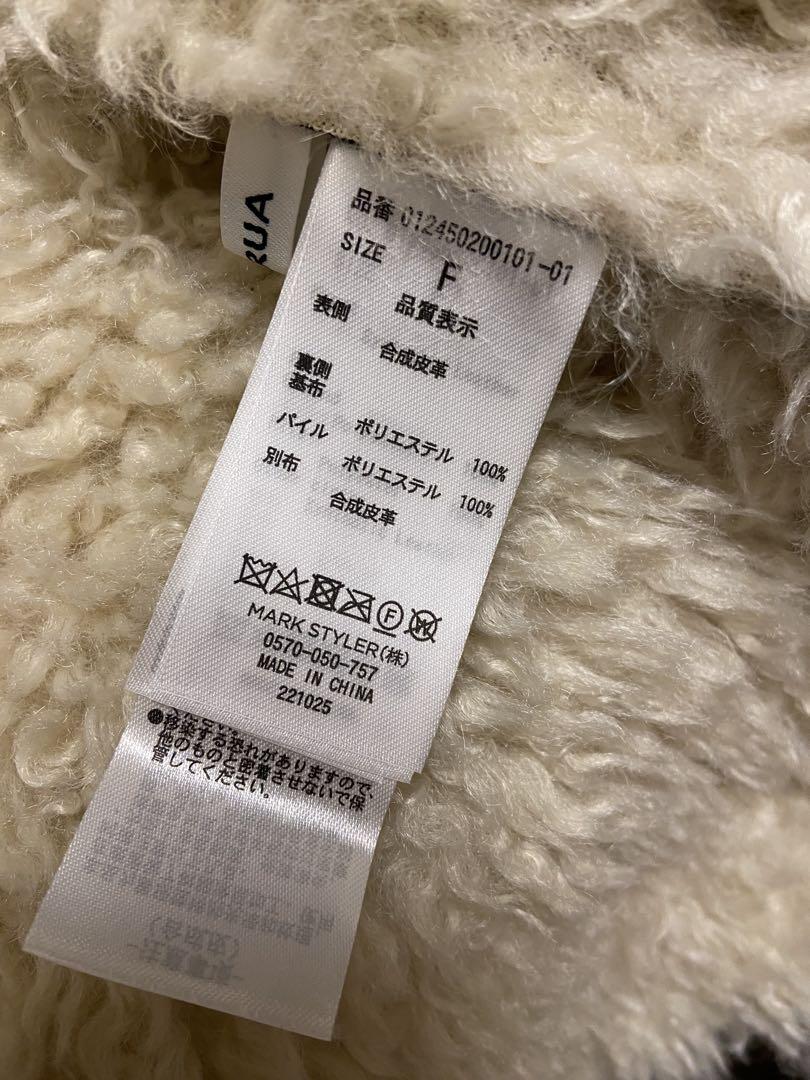 RUA
品番 012450200101-01
SIZE F
品質表示
表側 合成皮革
裏側
基布 ポリエステル 100%
パイル ポリエステル 100%
別布 合成皮革
F
MARK STYLER(株)
0570-050-757
MADE IN CHINA
221025
移染する恐れがありますので、
他のものと密着させないで保
管してください。